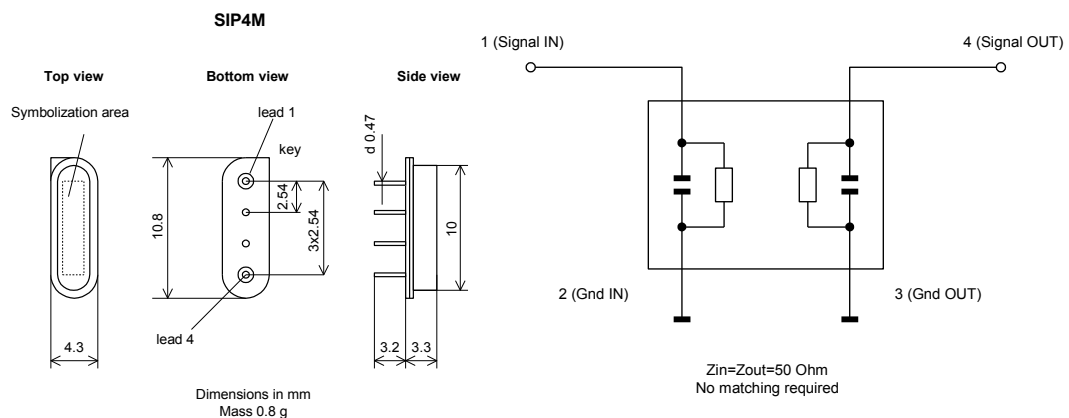 SIP4M
Top view
Bottom view
Side view
Symbolization area
lead 1
key
d 0.47
10.8
2.54
3x2.54
10
lead 4
4.3
3.2
3.3
Dimensions in mm
Mass 0.8 g
1 (Signal IN)
4 (Signal OUT)
2 (Gnd IN)
3 (Gnd OUT)
Zin=Zout=50 Ohm
No matching required